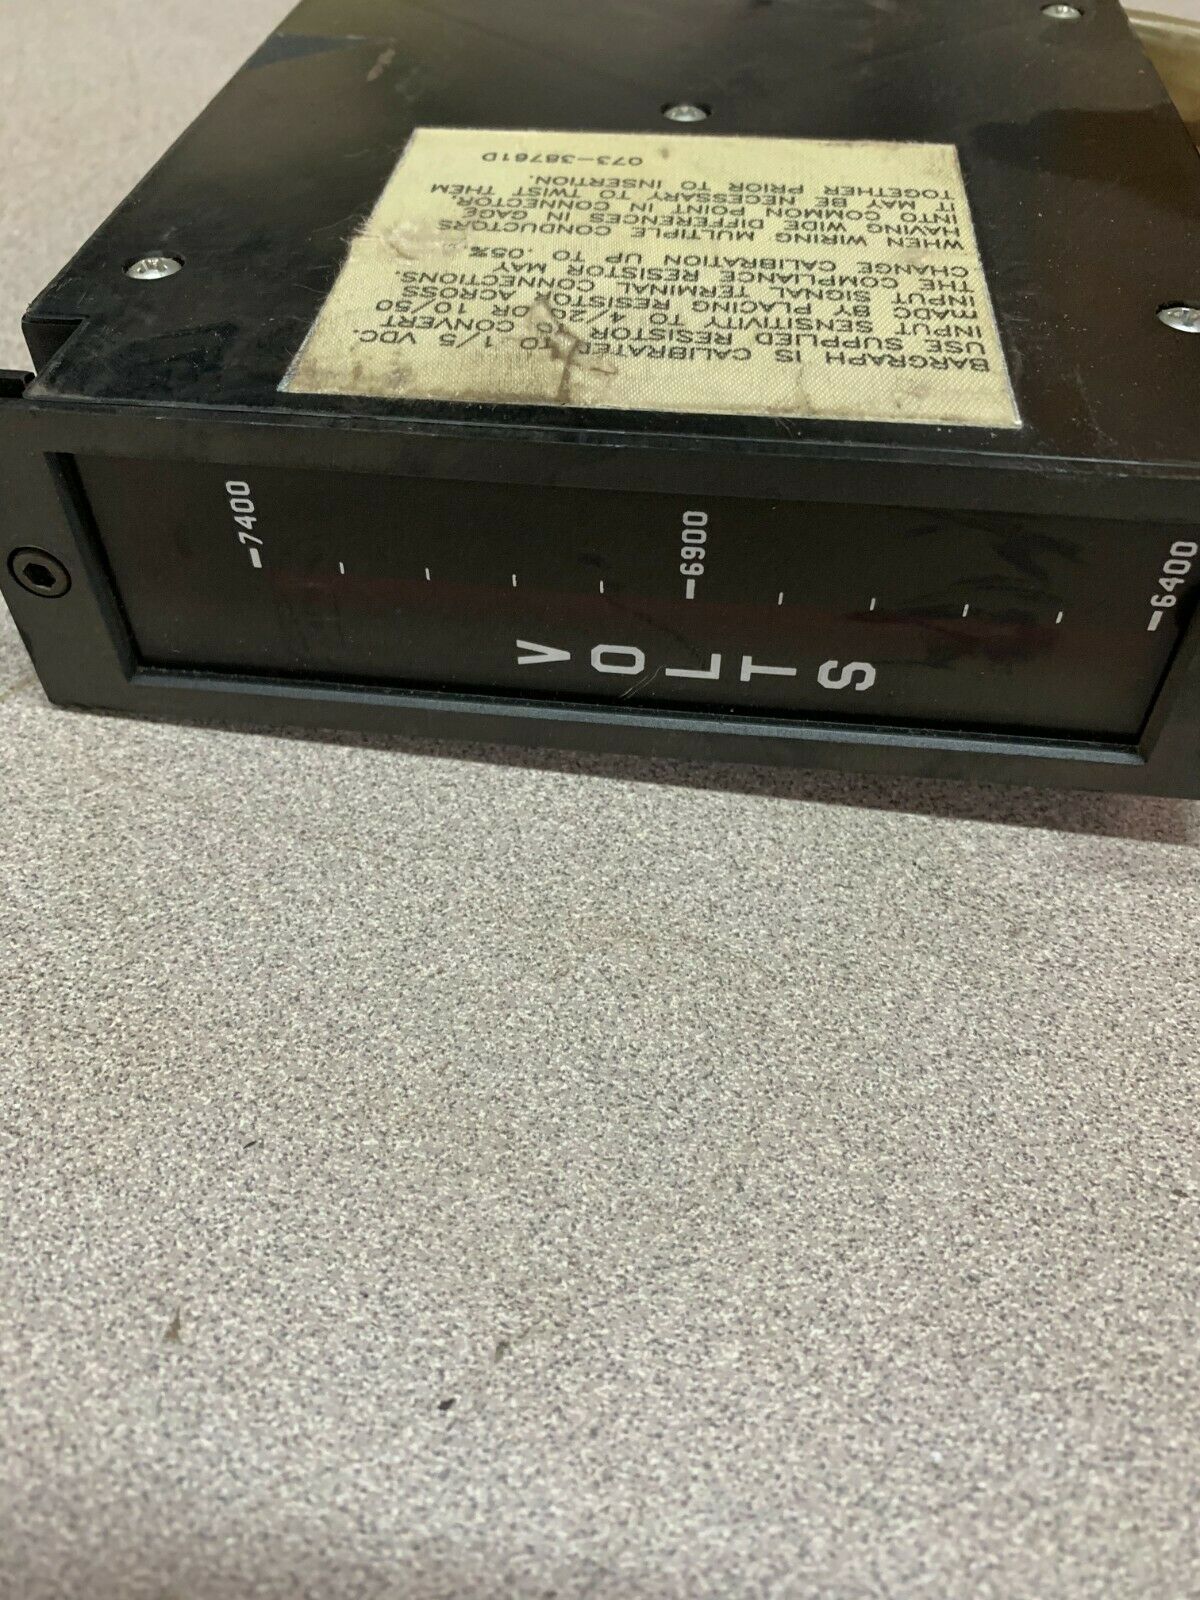 BARGRAPH IS CALIBRATED TO 1/5 VDC.
USE SUPPLIED RESISTOR TO CONVERT
INPUT SENSITIVITY TO 4/20 OR 10/50
MADC BY PLACING RESISTOR ACROSS
INPUT SIGNAL TERMINAL CONNECTIONS.
THE COMPLIANCE RESISTOR MAY
CHANGE CALIBRATION UP TO .05%
WHEN WIRING MULTIPLE CONDUCTORS
HAVING WIDE DIFFERENCES IN GAGE
INTO COMMON POINT IN CONNECTOR,
IT MAY BE NECESSARY TO TWIST THEM
TOGETHER PRIOR TO INSERTION.
073-38761D
7400
6900
6400
VOLTS